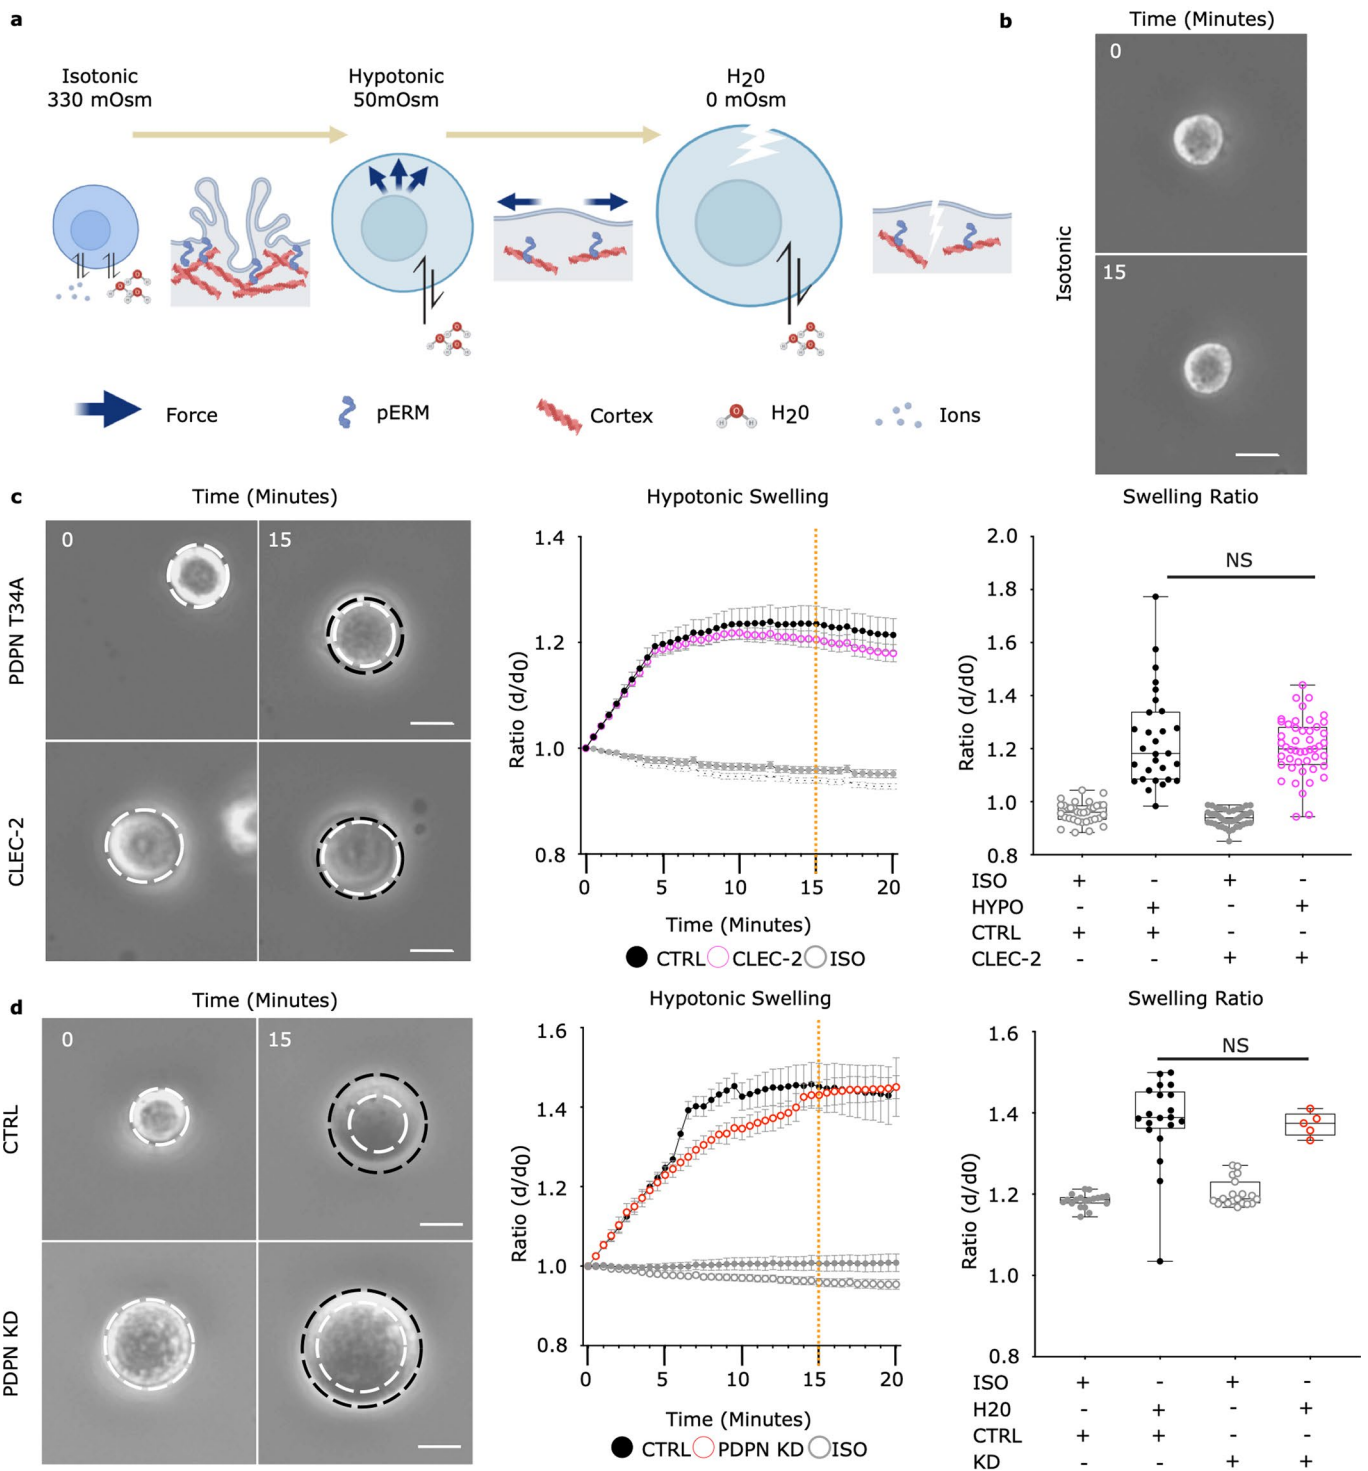 a
Isotonic
330 mOsm
Hypotonic
50mOsm
H20
0 mOsm
Force
pERM
Cortex
H20
Ions
b
Time (Minutes)
0
15
Isotonic
c
Time (Minutes)
0
15
PDPN T34A
CLEC-2
Hypotonic Swelling
Ratio (d/d0)
1.4
1.2
1.0
0.8
0 5 10 15 20
Time (Minutes)
CTRL CLEC-2 ISO
Swelling Ratio
NS
Ratio (d/d0)
2.0
1.8
1.6
1.4
1.2
1.0
0.8
ISO + - + -
HYPO - + - +
CTRL + + - -
CLEC-2 - - + +
d
Time (Minutes)
0
15
CTRL
PDPN KD
Hypotonic Swelling
Ratio (d/d0)
1.6
1.4
1.2
1.0
0.8
0 5 10 15 20
Time (Minutes)
CTRL PDPN KD ISO
Swelling Ratio
NS
Ratio (d/d0)
1.6
1.4
1.2
1.0
0.8
ISO + - + -
H20 - + - +
CTRL + + - -
KD - - + +